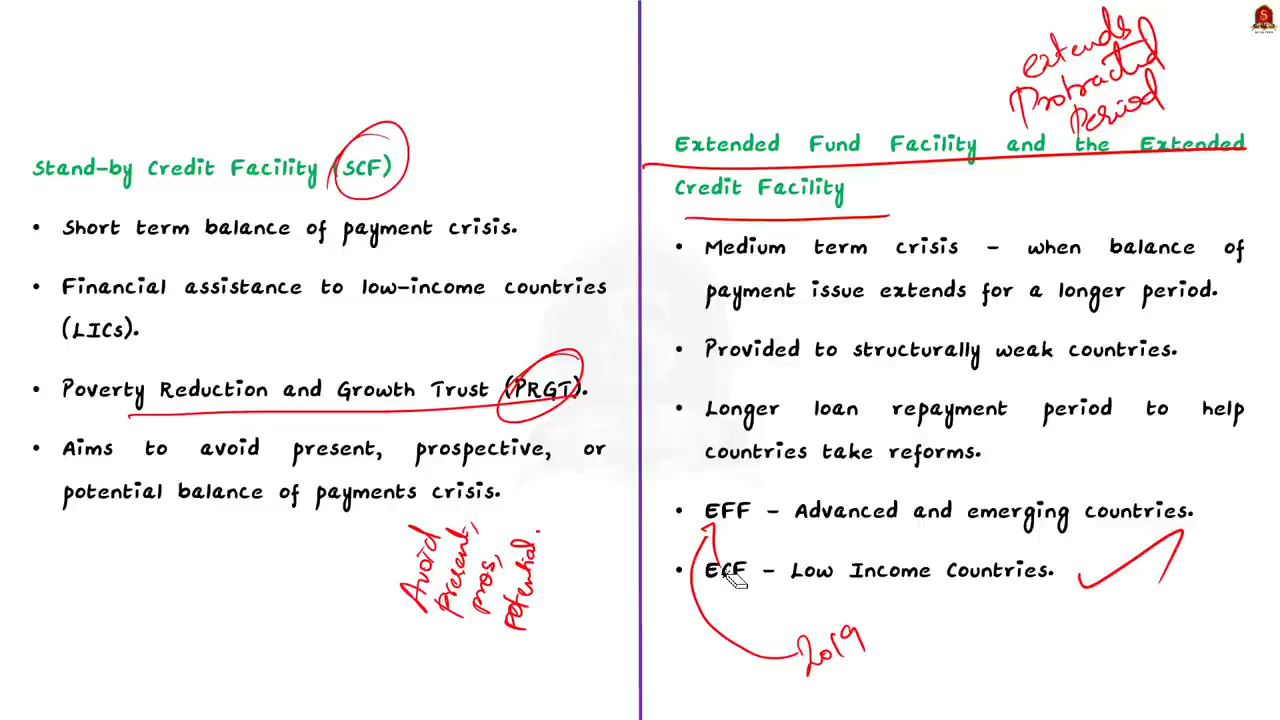 Stand-by Credit Facility (SCF)
• Short term balance of payment crisis.
• Financial assistance to low-income countries
(LICs).
• Poverty Reduction and Growth Trust (PRGT).
• Aims to avoid present, prospective, or
potential balance of payments crisis.
Avoid
present,
pros,
potential.
extends
Protracted
Period
Extended Fund Facility and the Extended
Credit Facility
• Medium term crisis – when balance of
payment issue extends for a longer period.
• Provided to structurally weak countries.
• Longer loan repayment period to help
countries take reforms.
• EFF – Advanced and emerging countries.
• ECF – Low Income Countries.
2019